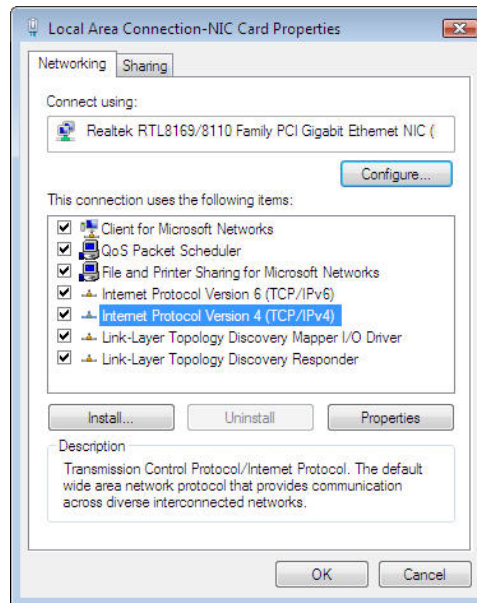 Local Area Connection-NIC Card Properties
Networking
Sharing
Connect using:
Realtek RTL8169/8110 Family PCI Gigabit Ethernet NIC (
Configure...
This connection uses the following items:
Client for Microsoft Networks
QoS Packet Scheduler
File and Printer Sharing for Microsoft Networks
Internet Protocol Version 6 (TCP/IPv6)
Internet Protocol Version 4 (TCP/IPv4)
Link-Layer Topology Discovery Mapper I/O Driver
Link-Layer Topology Discovery Responder
Install...
Uninstall
Properties
Description
Transmission Control Protocol/Internet Protocol. The default
wide area network protocol that provides communication
across diverse interconnected networks.
OK
Cancel